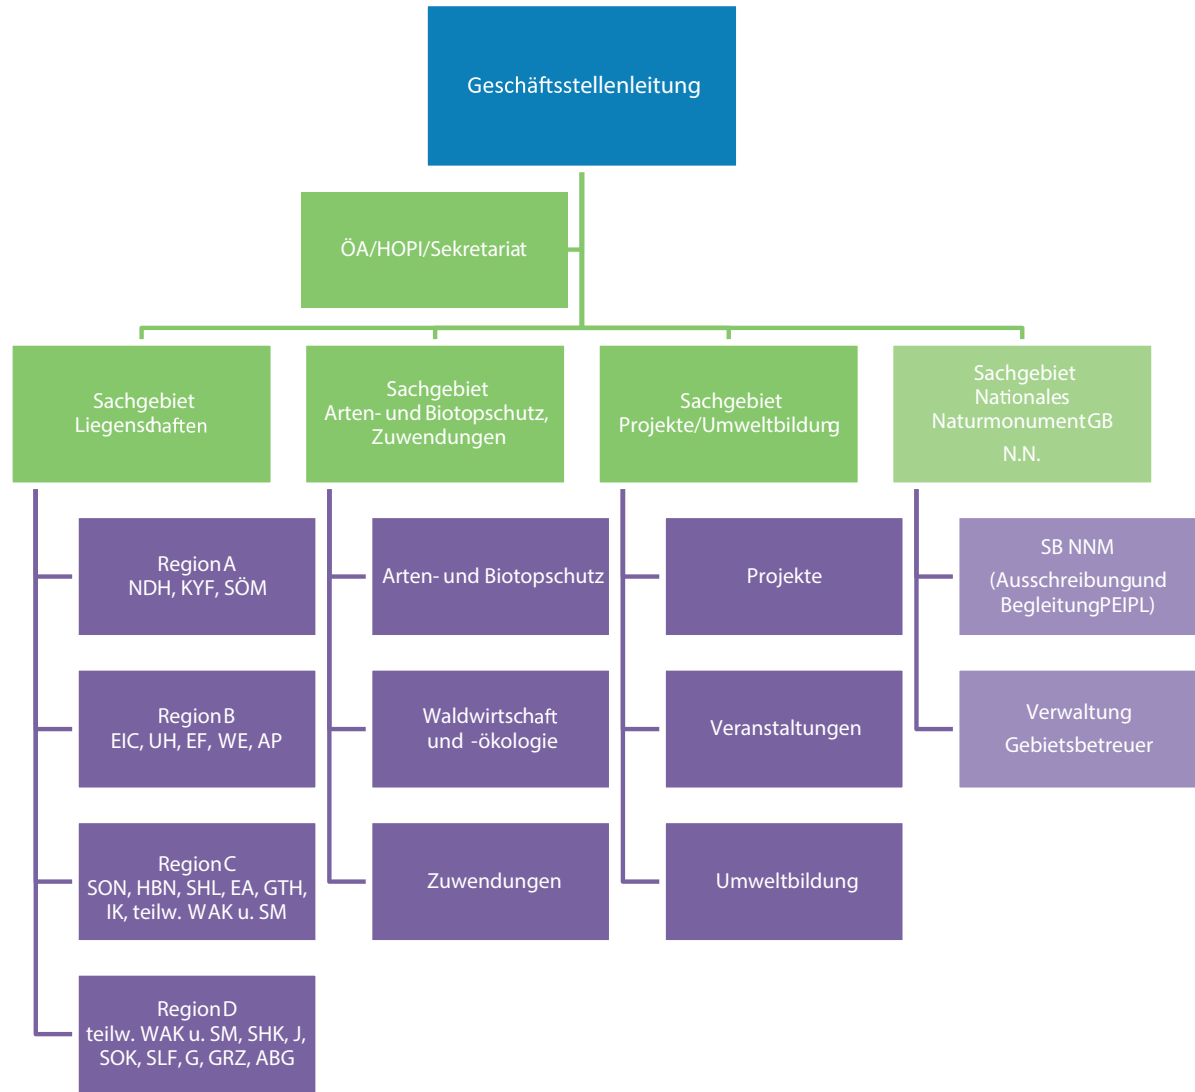 Geschäftsstellenleitung
ÖA/HOPI/Sekretariat
Sachgebiet
Liegenschaften
Sachgebiet
Arten- und Biotopschutz,
Zuwendungen
Sachgebiet
Projekte/Umweltbildung
Sachgebiet
Nationales
Naturmonument GB
N.N.
Region A
NDH, KYF, SÖM
Region B
EIC, UH, EF, WE, AP
Region C
SON, HBN, SHL, EA, GTH,
IK, teilw. WAK u. SM
Region D
teilw. WAK u. SM, SHK, J,
SOK, SLF, G, GRZ, ABG
Arten- und Biotopschutz
Waldwirtschaft
und -ökologie
Zuwendungen
Projekte
Veranstaltungen
Umweltbildung
SB NNM
(Ausschreibung und
Begleitung PEIPL)
Verwaltung
Gebietsbetreuer